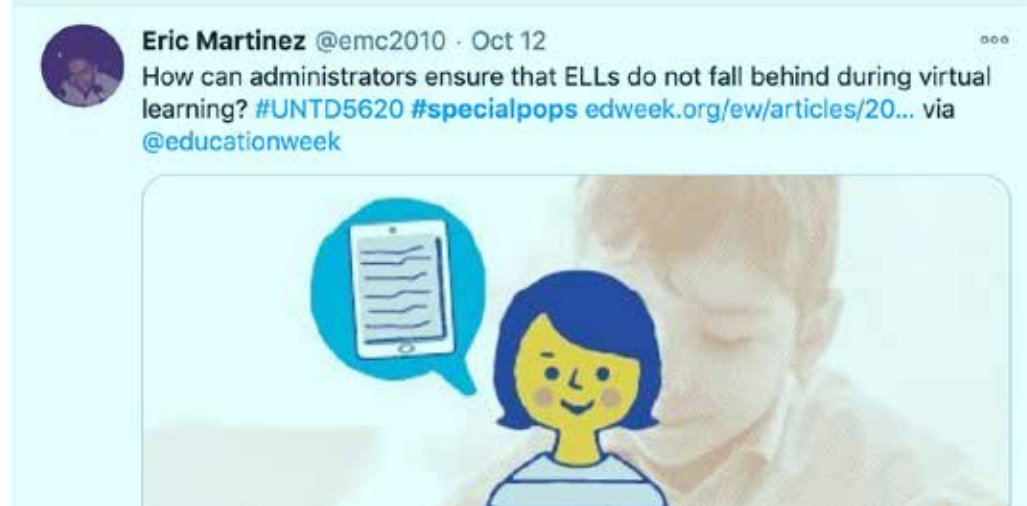 Eric Martinez @emc2010 · Oct 12
How can administrators ensure that ELLs do not fall behind during virtual
learning? #UNTD5620 #specialpops edweek.org/ew/articles/20... via
@educationweek